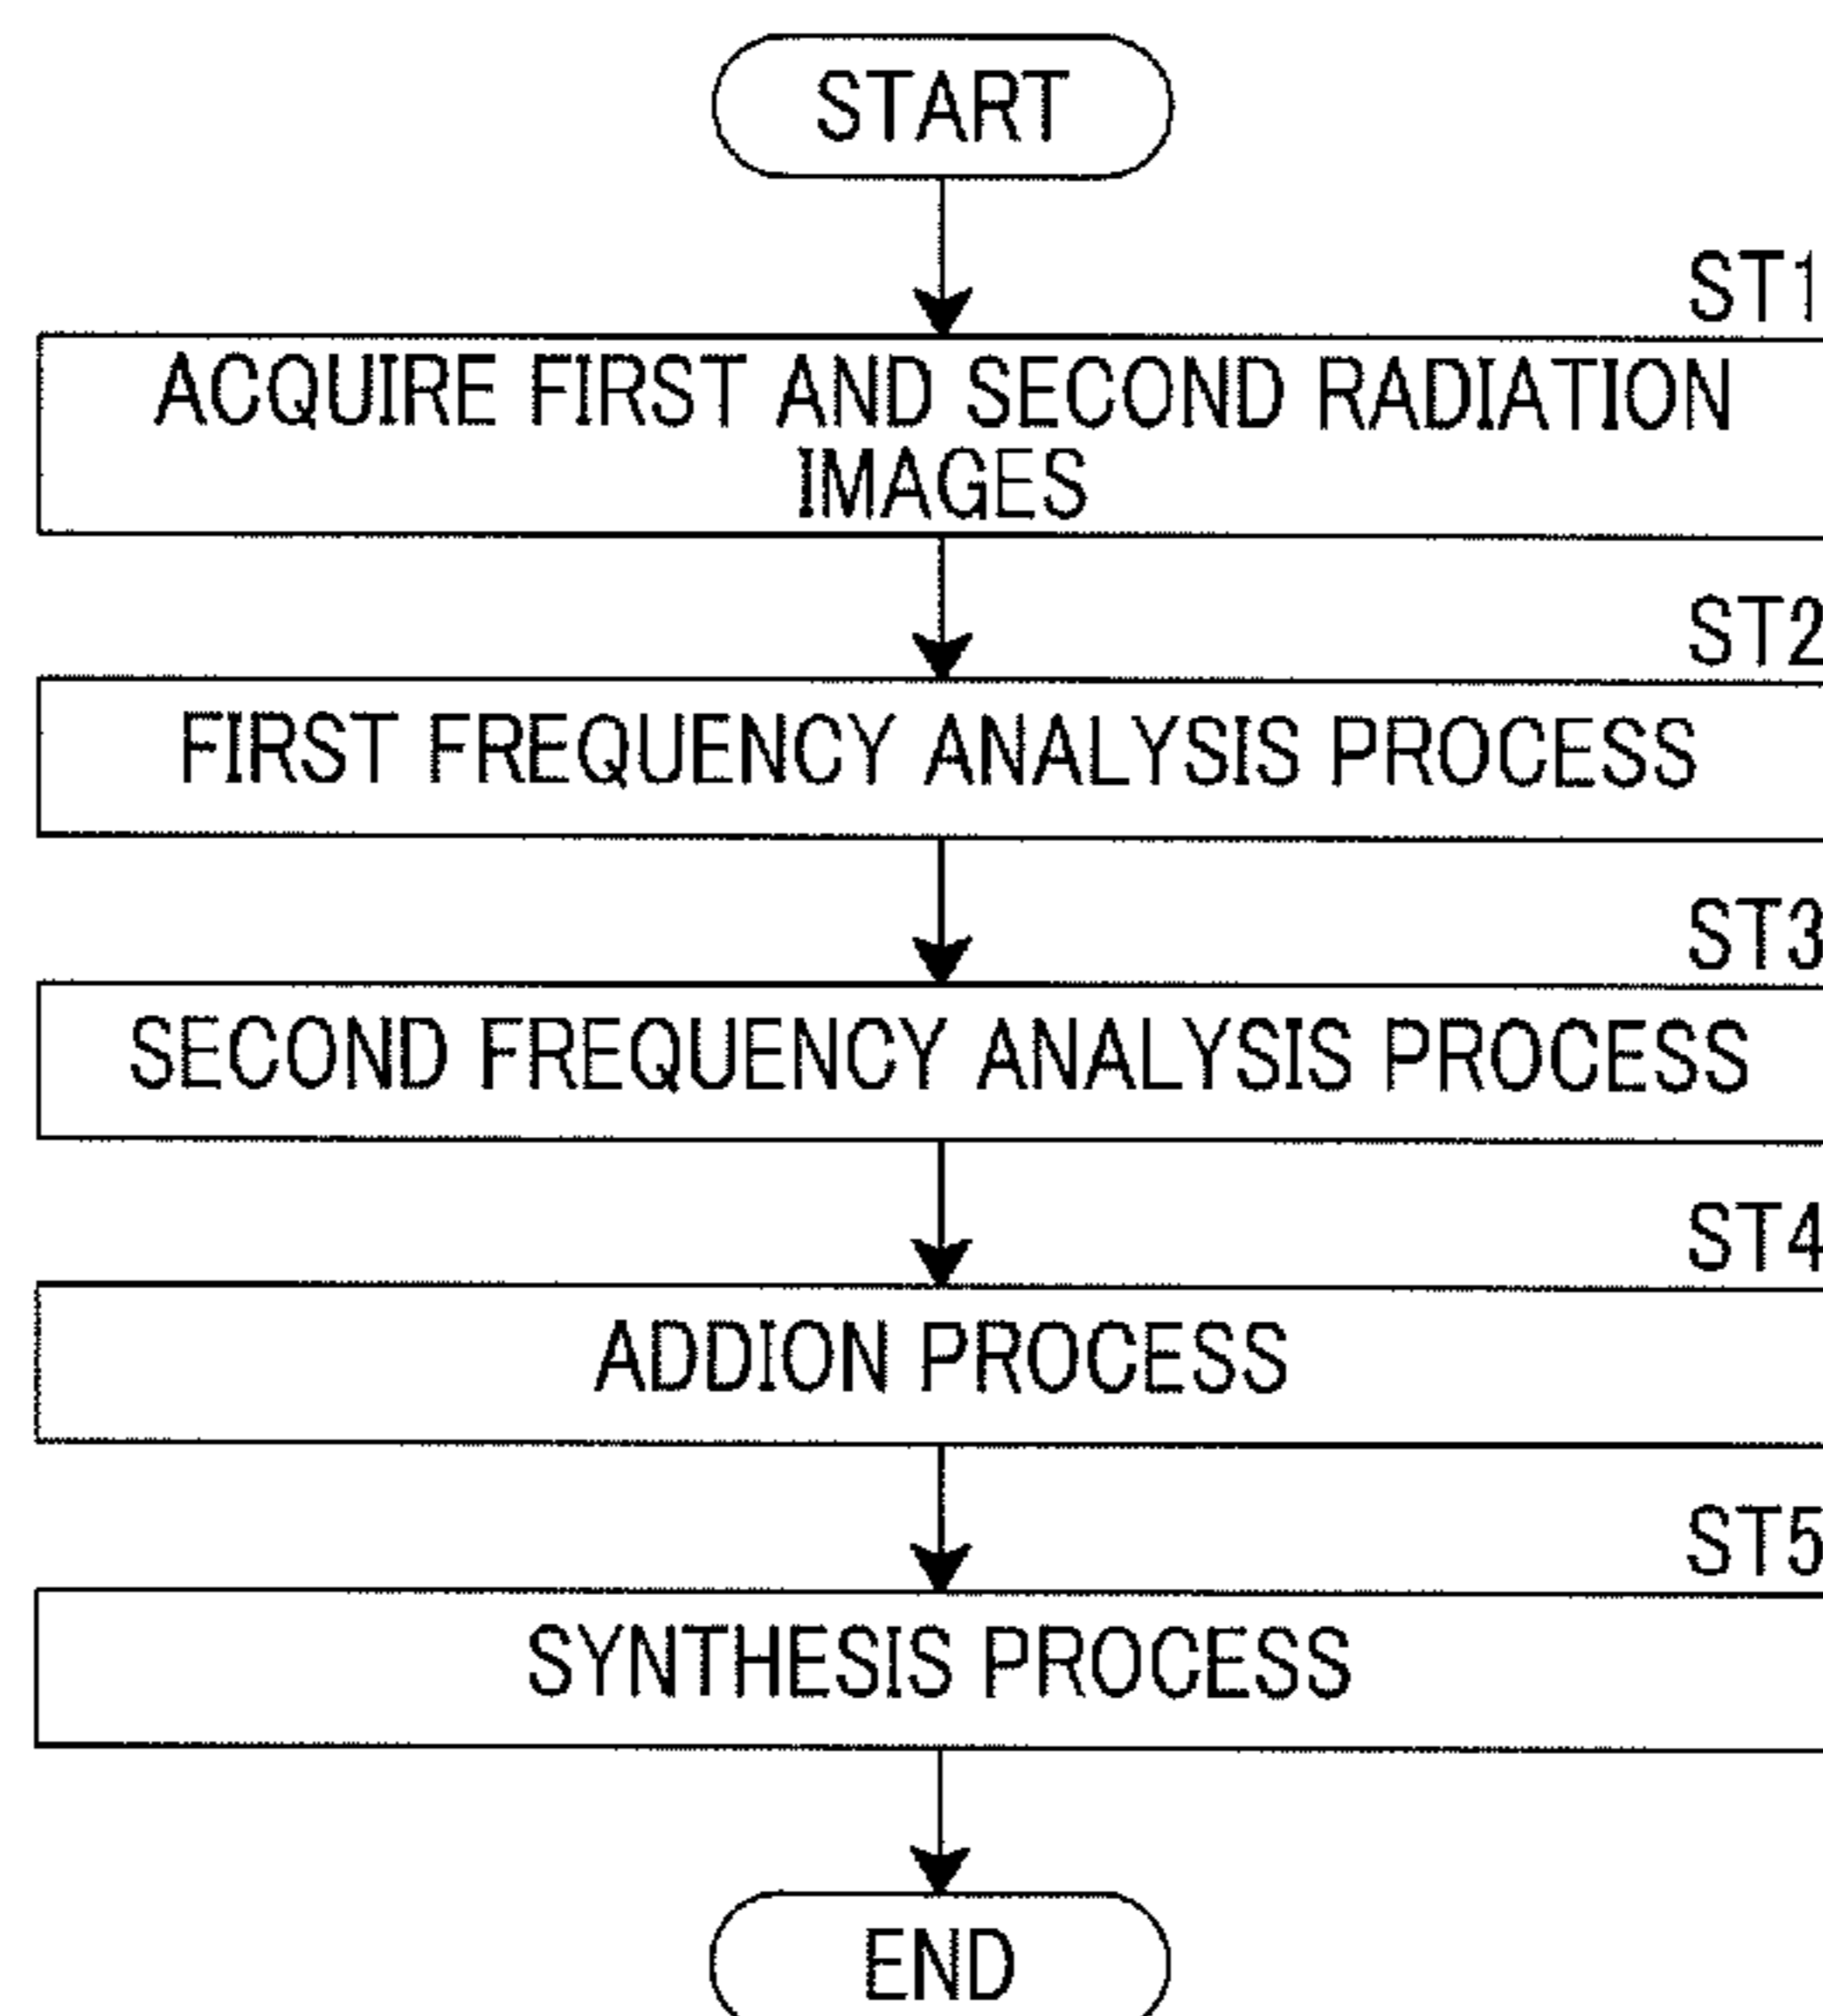 START
ST1
ACQUIRE FIRST AND SECOND RADIATION
IMAGES
ST2
FIRST FREQUENCY ANALYSIS PROCESS
ST3
SECOND FREQUENCY ANALYSIS PROCESS
ST4
ADDION PROCESS
ST5
SYNTHESIS PROCESS
END